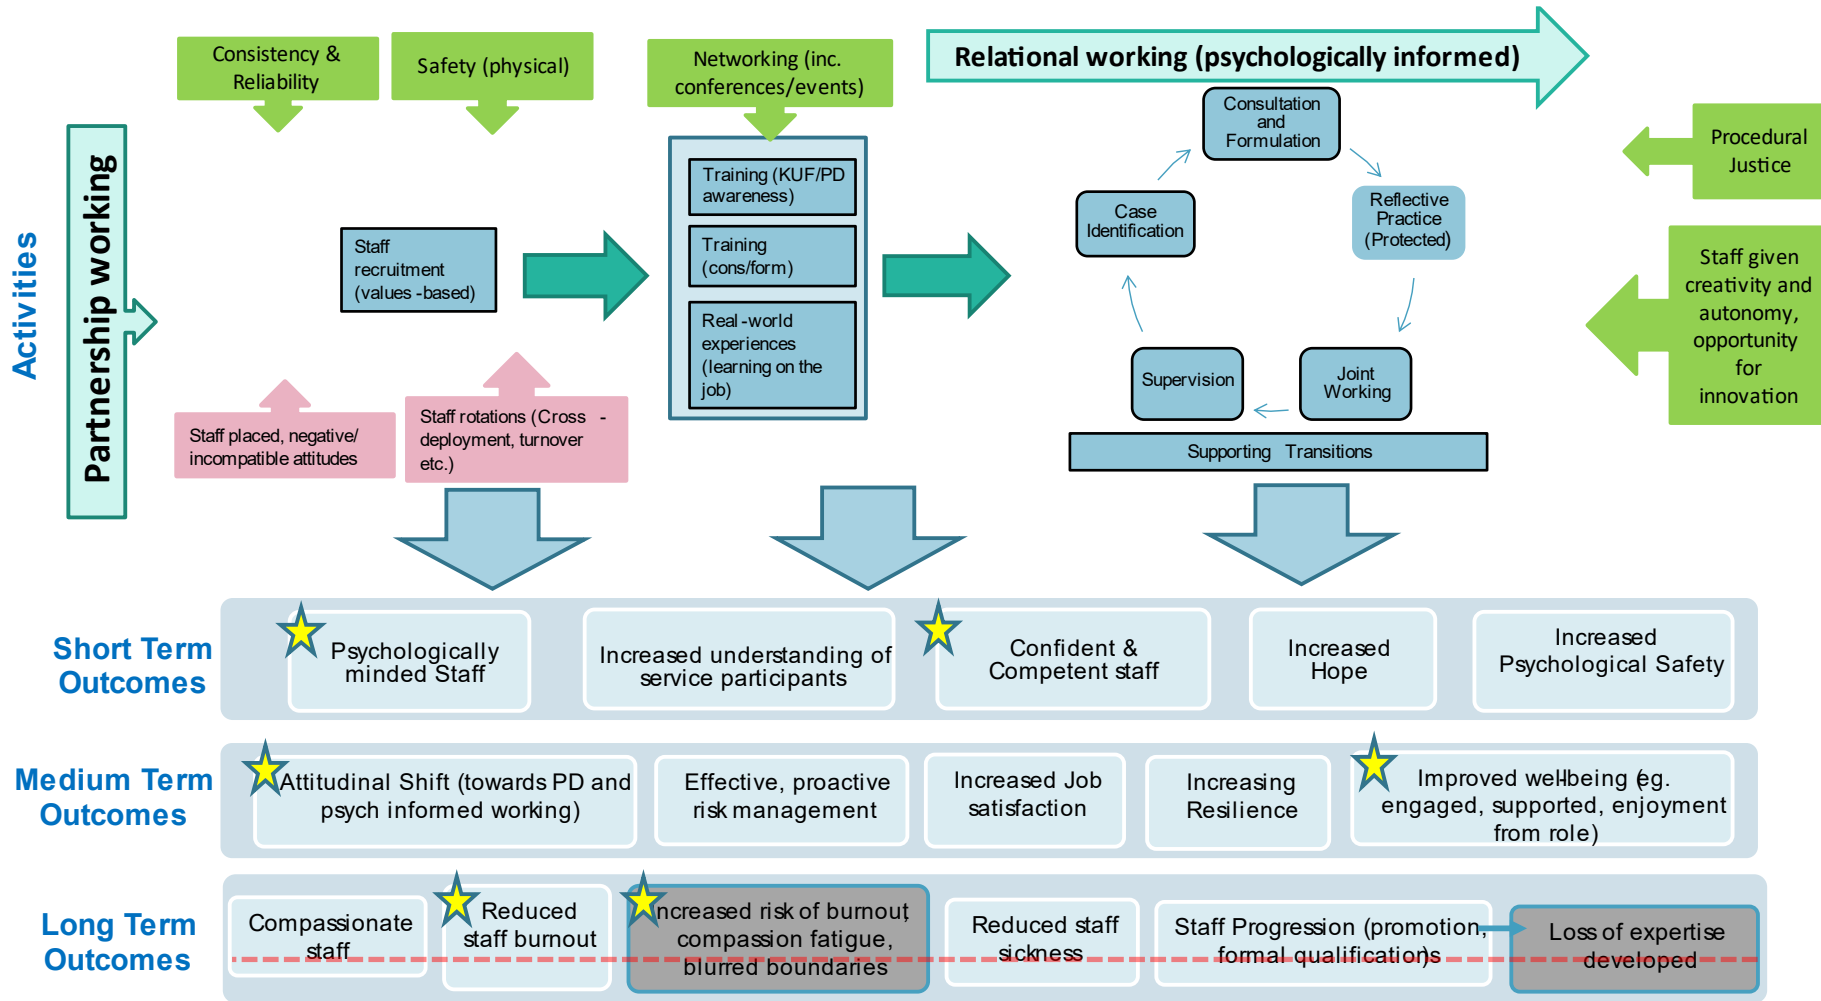 Consistency &
Reliability
Safety (physical)
Networking (inc.
conferences/events)
Relational working (psychologically informed)
Activities
Partnership working
Staff
recruitment
(values -based)
Training (KUF/PD
awareness)
Training
(cons/form)
Real -world
experiences
(learning on the
job)
Consultation
and
Formulation
Case
Identification
Reflective
Practice
(Protected)
Supervision
Joint
Working
Supporting Transitions
Procedural
Justice
Staff given
creativity and
autonomy,
opportunity
for
innovation
Staff placed, negative/
incompatible attitudes
Staff rotations (Cross -
deployment, turnover
etc.)
Short Term
Outcomes
Psychologically
minded Staff
Increased understanding of
service participants
Confident &
Competent staff
Increased
Hope
Increased
Psychological Safety
Medium Term
Outcomes
Attitudinal Shift (towards PD and
psych informed working)
Effective, proactive
risk management
Increased Job
satisfaction
Increasing
Resilience
Improved well-being (eg.
engaged, supported, enjoyment
from role)
Long Term
Outcomes
Compassionate
staff
Reduced
staff burnout
Increased risk of burnout,
compassion fatigue,
blurred boundaries
Reduced staff
sickness
Staff Progression (promotion,
formal qualification)s
Loss of expertise
developed